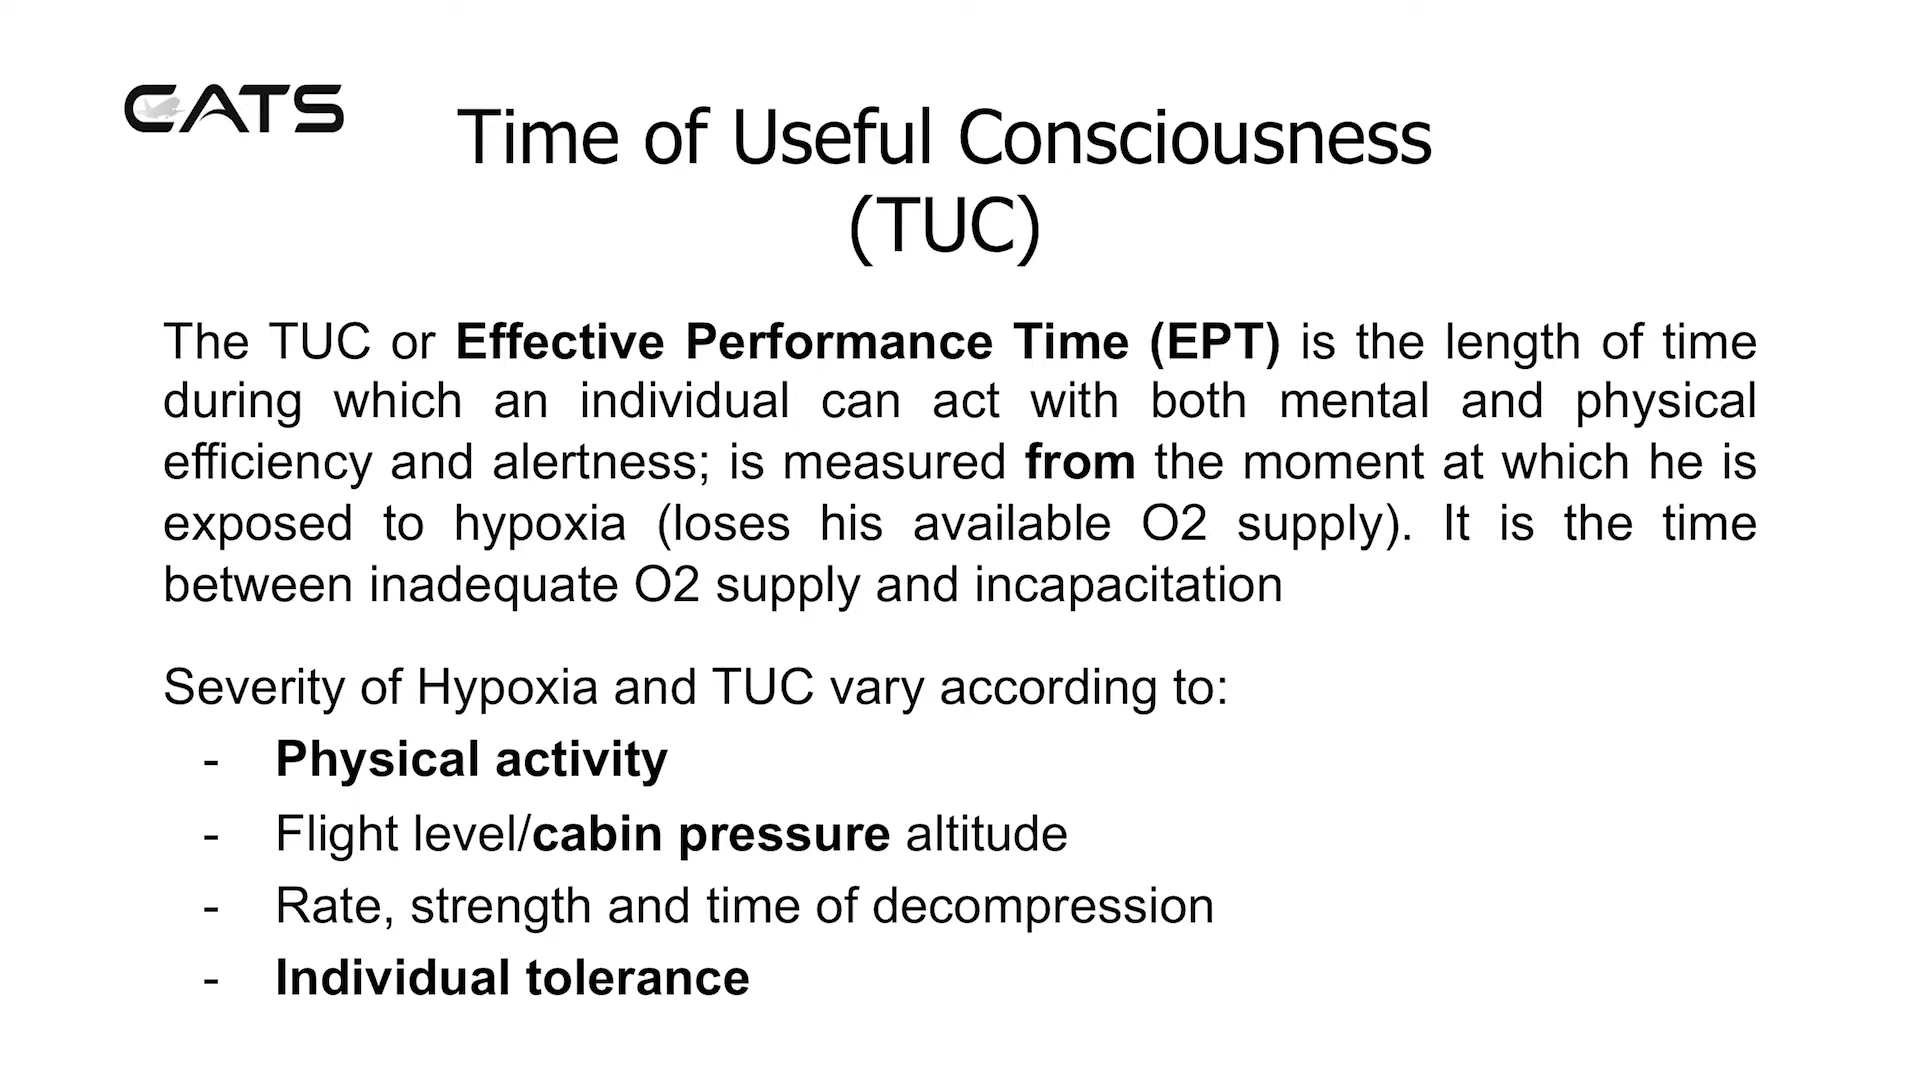 CATS
Time of Useful Consciousness
(TUC)
The TUC or Effective Performance Time (EPT) is the length of time
during which an individual can act with both mental and physical
efficiency and alertness; is measured from the moment at which he is
exposed to hypoxia (loses his available O2 supply). It is the time
between inadequate O2 supply and incapacitation
Severity of Hypoxia and TUC vary according to:
- Physical activity
- Flight level/cabin pressure altitude
- Rate, strength and time of decompression
- Individual tolerance